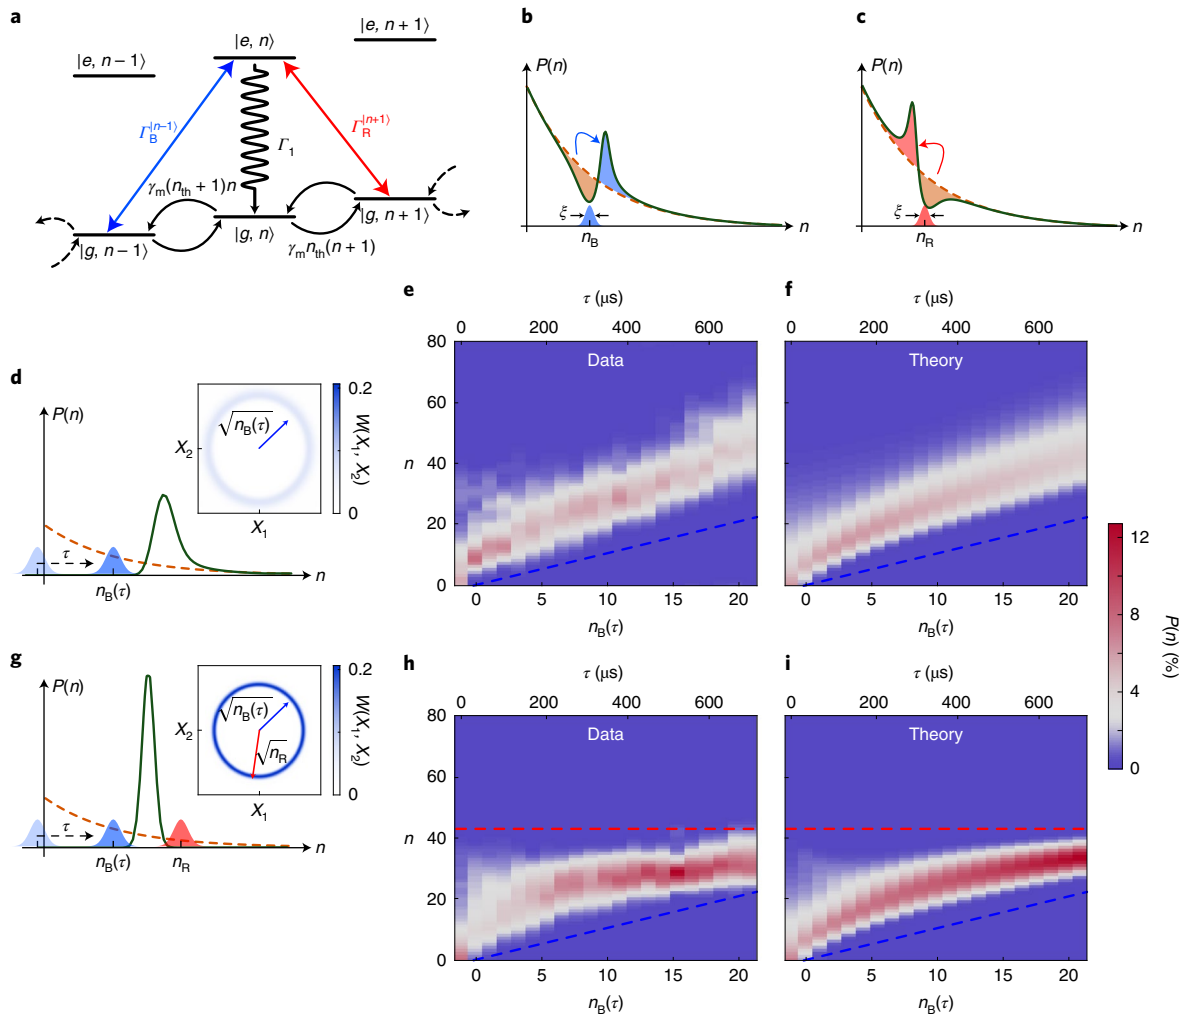 a
|e, n − 1⟩
|e, n⟩
|e, n + 1⟩
Γ_B^|n−1⟩
Γ_R^|n+1⟩
Γ_1
γ_m(n_th + 1)n
|g, n − 1⟩
|g, n⟩
|g, n + 1⟩
γ_m n_th(n + 1)
b
P(n)
ξ
n_B
n
c
P(n)
ξ
n_R
n
d
P(n)
τ
n_B(τ)
n
√n_B(τ)
X_2
X_1
0.2
0
W(X_1, X_2)
e
τ (μs)
0 200 400 600
Data
80
60
n
40
20
0
0 5 10 15 20
n_B(τ)
f
τ (μs)
0 200 400 600
Theory
0 5 10 15 20
n_B(τ)
12
8
4
0
P(n) (%)
g
P(n)
τ
n_B(τ)
n_R
n
√n_B(τ)
√n_R
X_2
X_1
0.2
0
W(X_1, X_2)
h
τ (μs)
0 200 400 600
Data
80
60
n
40
20
0
0 5 10 15 20
n_B(τ)
i
τ (μs)
0 200 400 600
Theory
0 5 10 15 20
n_B(τ)